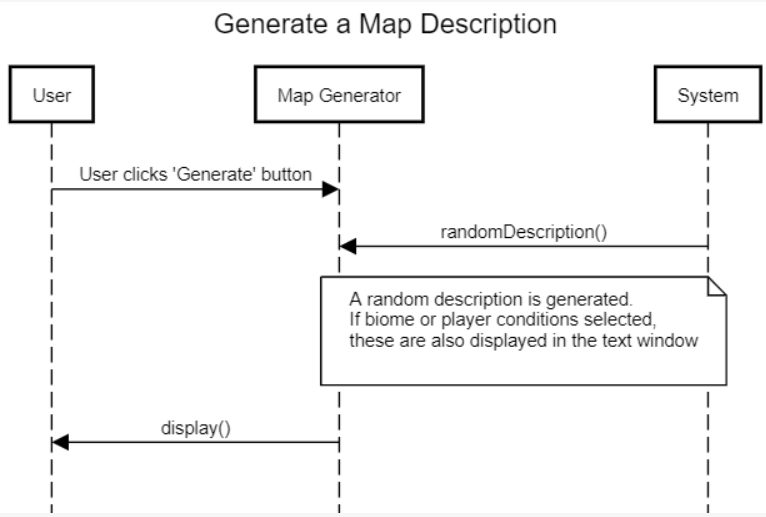 Generate a Map Description
User
Map Generator
System
User clicks 'Generate' button
randomDescription()
A random description is generated.
If biome or player conditions selected,
these are also displayed in the text window
display()